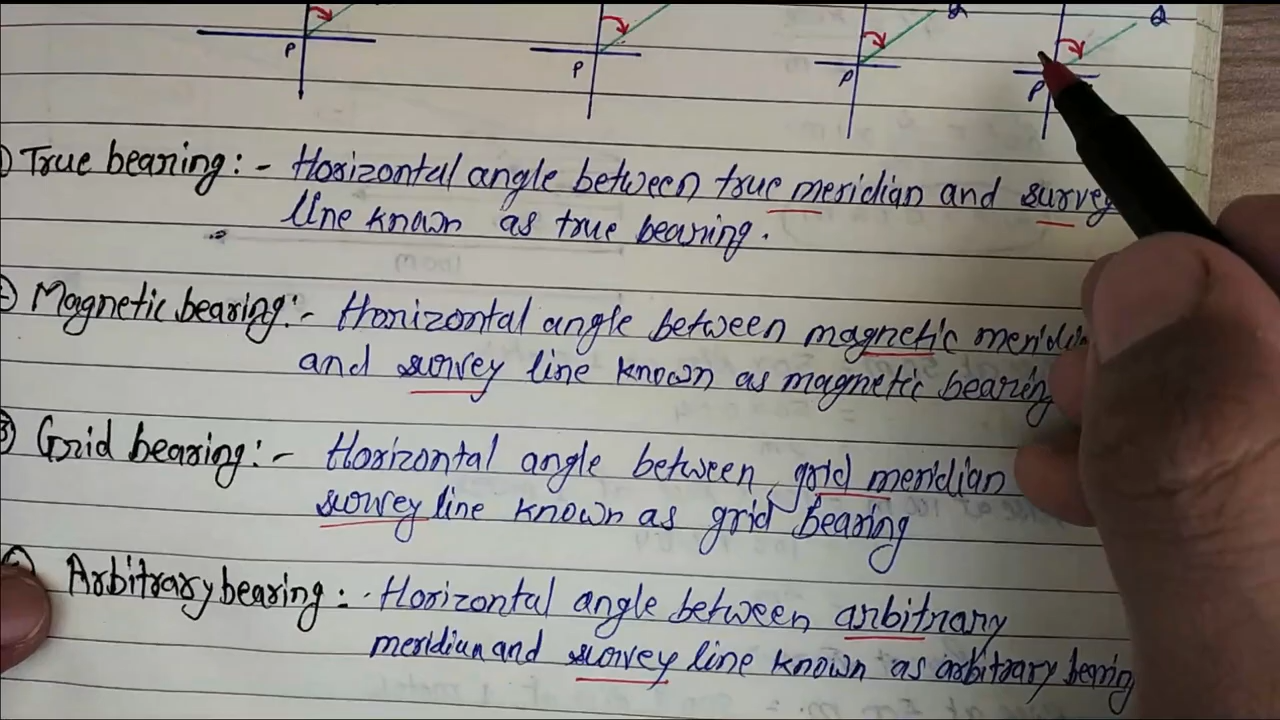 P P P P
Q Q
① True bearing:- Horizontal angle between true meridian and survey
line known as true bearing.
Magnetic bearing:- Horizontal angle between magnetic
and survey line known as magnetic bearing
Grid bearing:- Horizontal angle between grid meridian
survey line known as grid bearing
Arbitrary bearing:- Horizontal angle between arbitrary
meridian and survey line known as arbitrary bearing